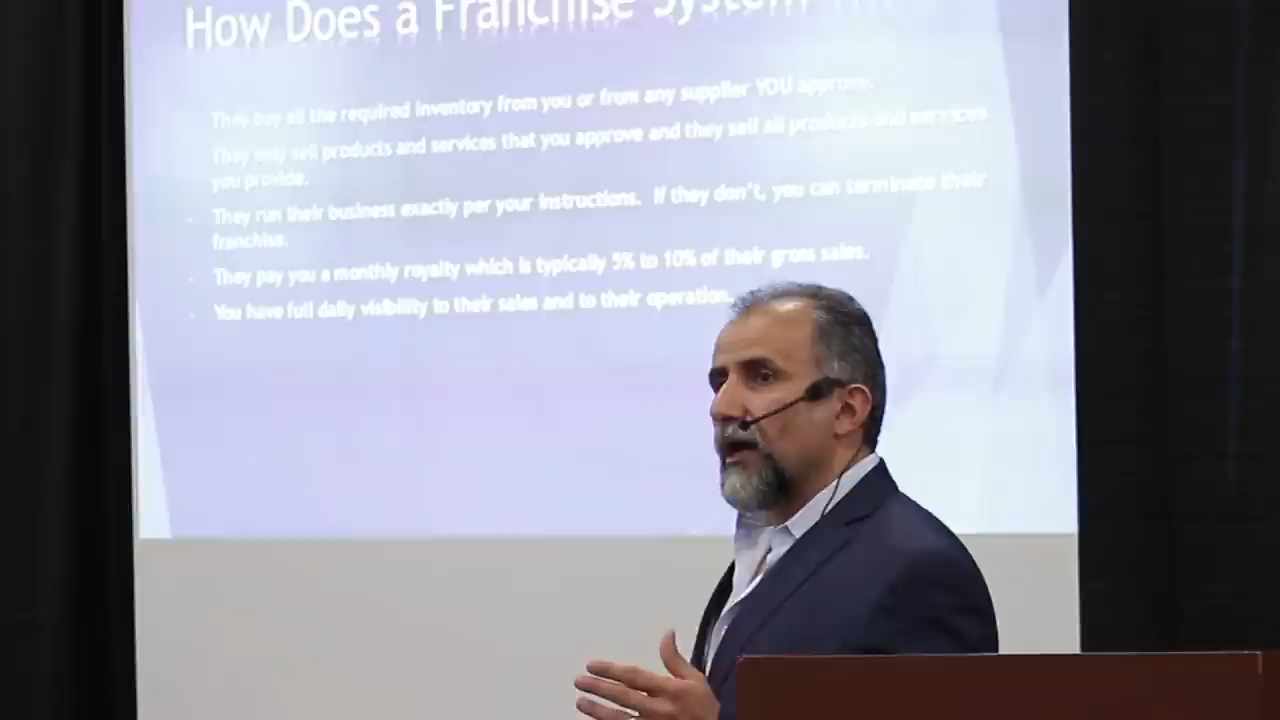 How Does a Franchise System
They buy all the required inventory from you or from any supplier YOU approve.
They only sell products and services that you approve and they sell all products and services
you provide.
They run their business exactly per your instructions. If they don't, you can terminate their
franchise.
They pay you a monthly royalty which is typically 5% to 10% of their gross sales.
You have full daily visibility to their sales and to their operation.